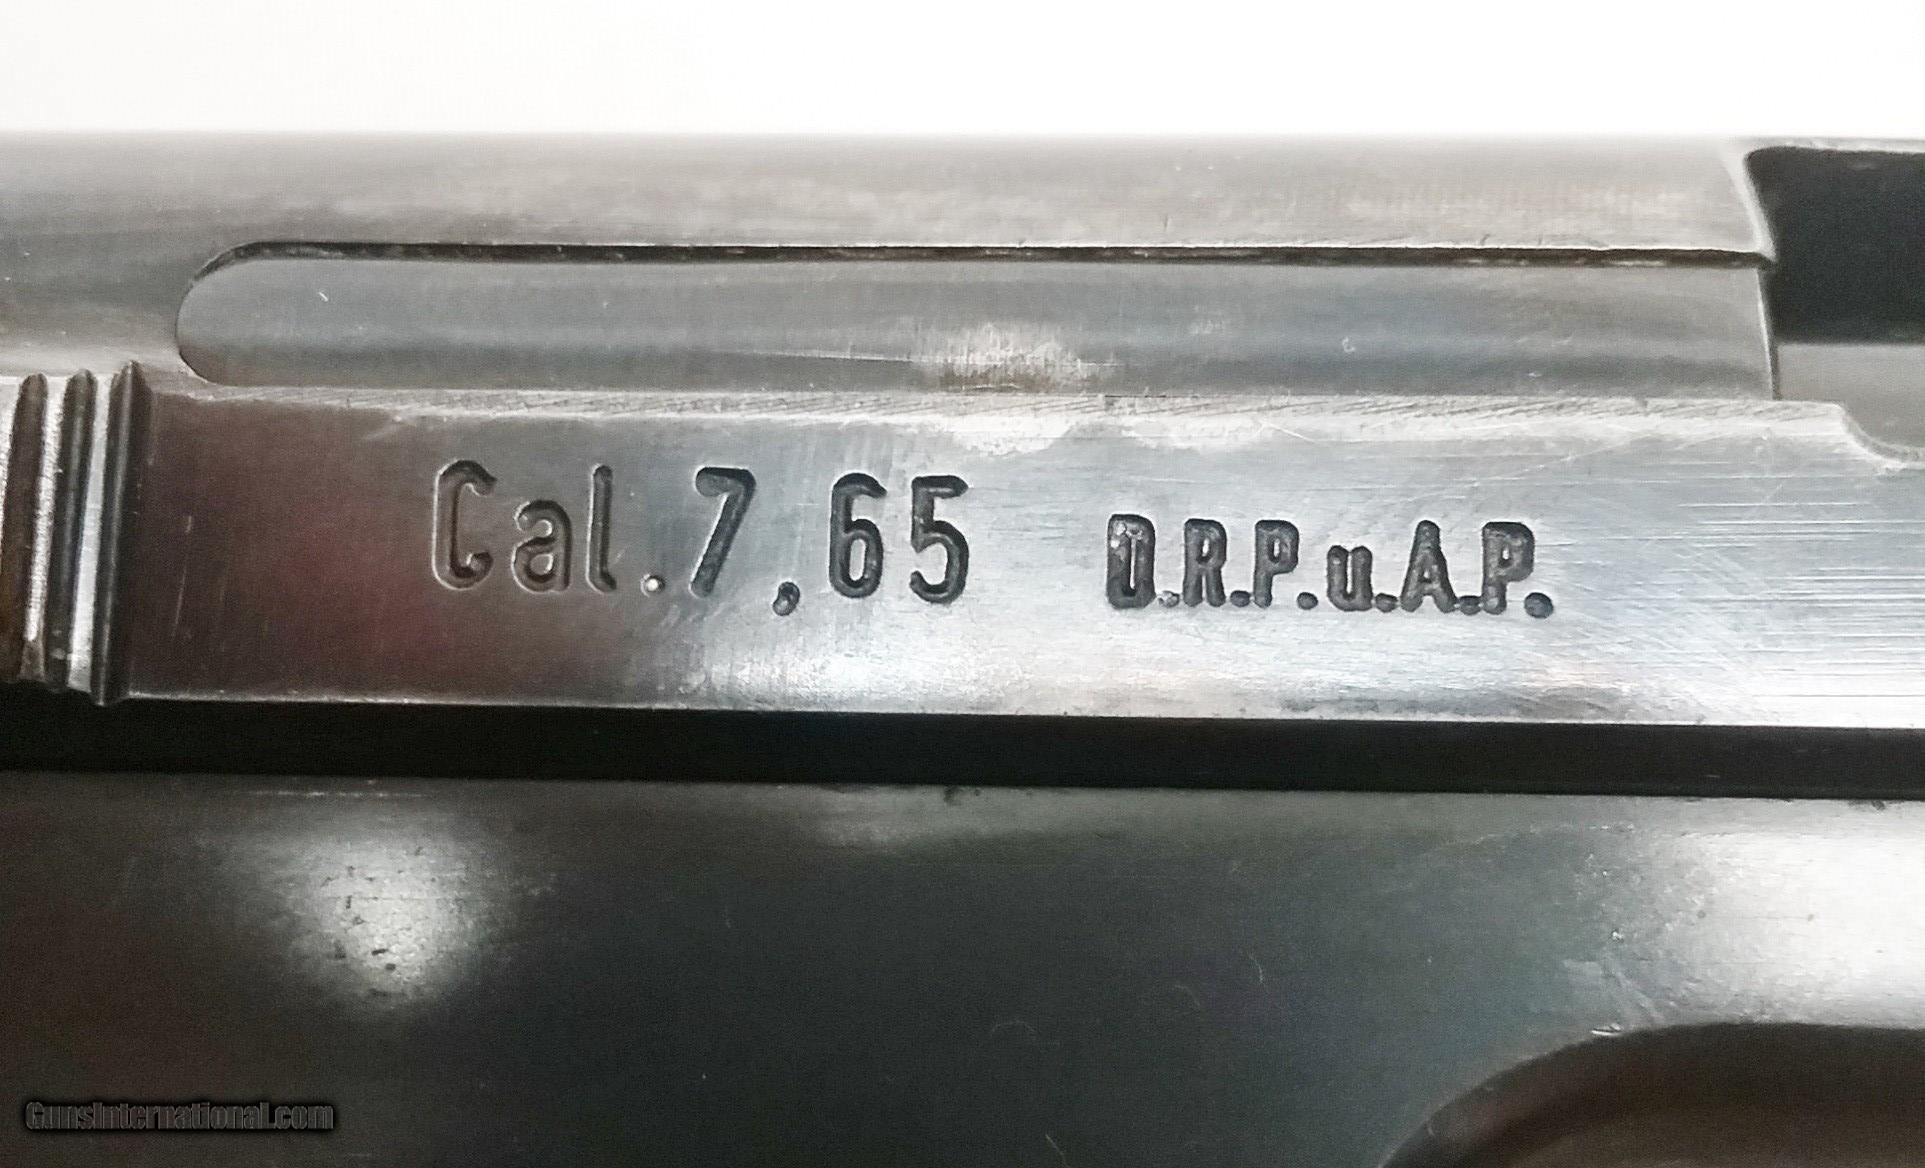 Cal. 7,65 D.R.P.u.A.P.
GunsInternational.com